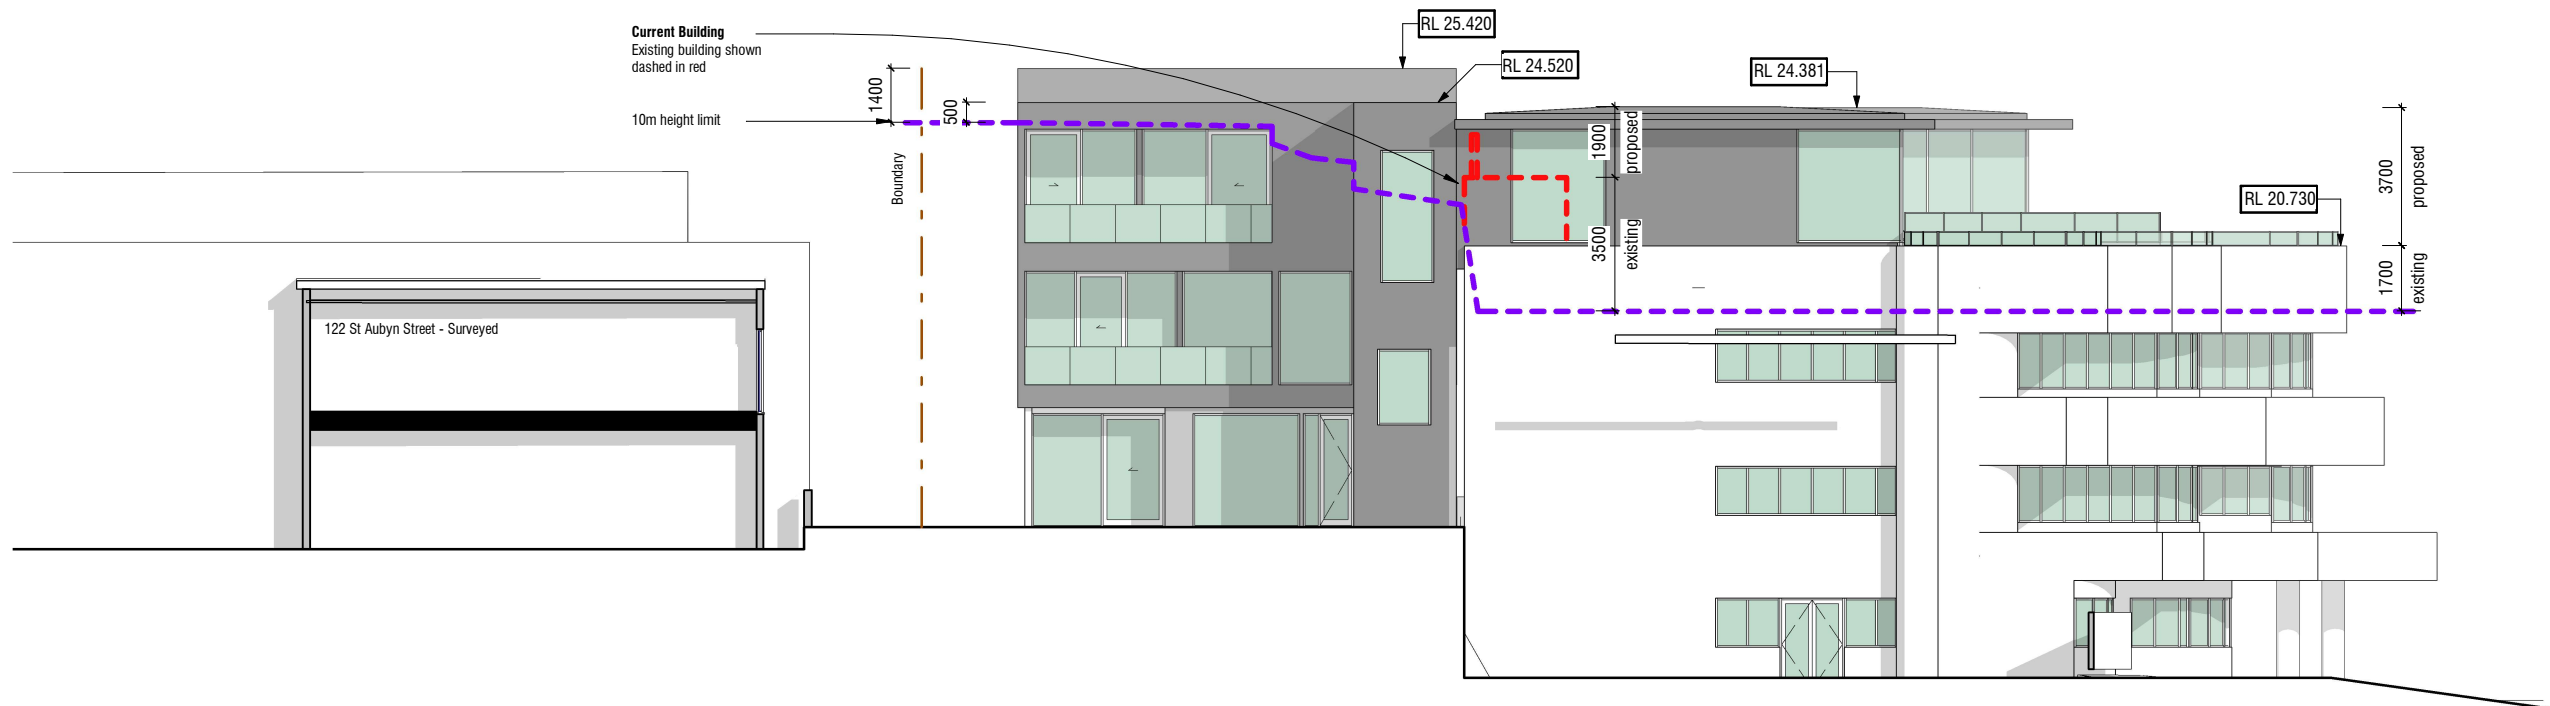 Current Building
Existing building shown
dashed in red
10m height limit
1400
500
Boundary
RL 25.420
RL 24.520
RL 24.381
RL 20.730
1900
proposed
3500
existing
3700
proposed
1700
existing
122 St Aubyn Street - Surveyed